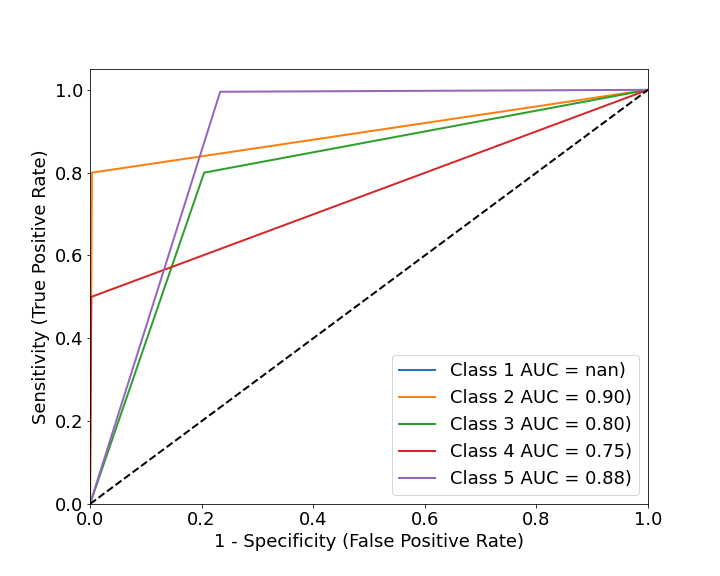 1.0
0.8
0.6
0.4
0.2
0.0
Sensitivity (True Positive Rate)
Class 1 AUC = nan)
Class 2 AUC = 0.90)
Class 3 AUC = 0.80)
Class 4 AUC = 0.75)
Class 5 AUC = 0.88)
0.0 0.2 0.4 0.6 0.8 1.0
1 - Specificity (False Positive Rate)